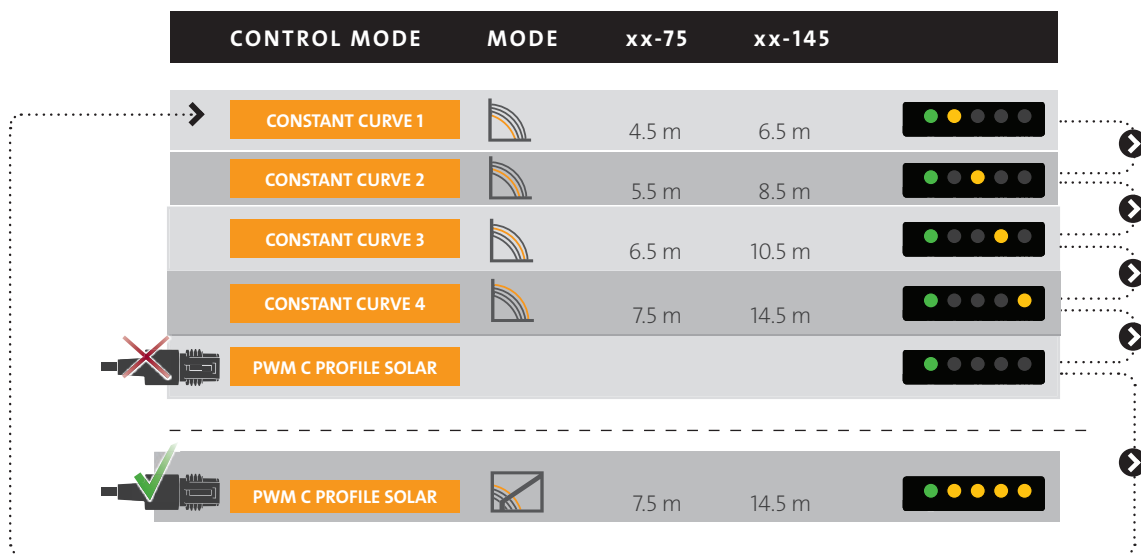 CONTROL MODE MODE xx-75 xx-145
CONSTANT CURVE 1 4.5 m 6.5 m
CONSTANT CURVE 2 5.5 m 8.5 m
CONSTANT CURVE 3 6.5 m 10.5 m
CONSTANT CURVE 4 7.5 m 14.5 m
PWM C PROFILE SOLAR
PWM C PROFILE SOLAR 7.5 m 14.5 m